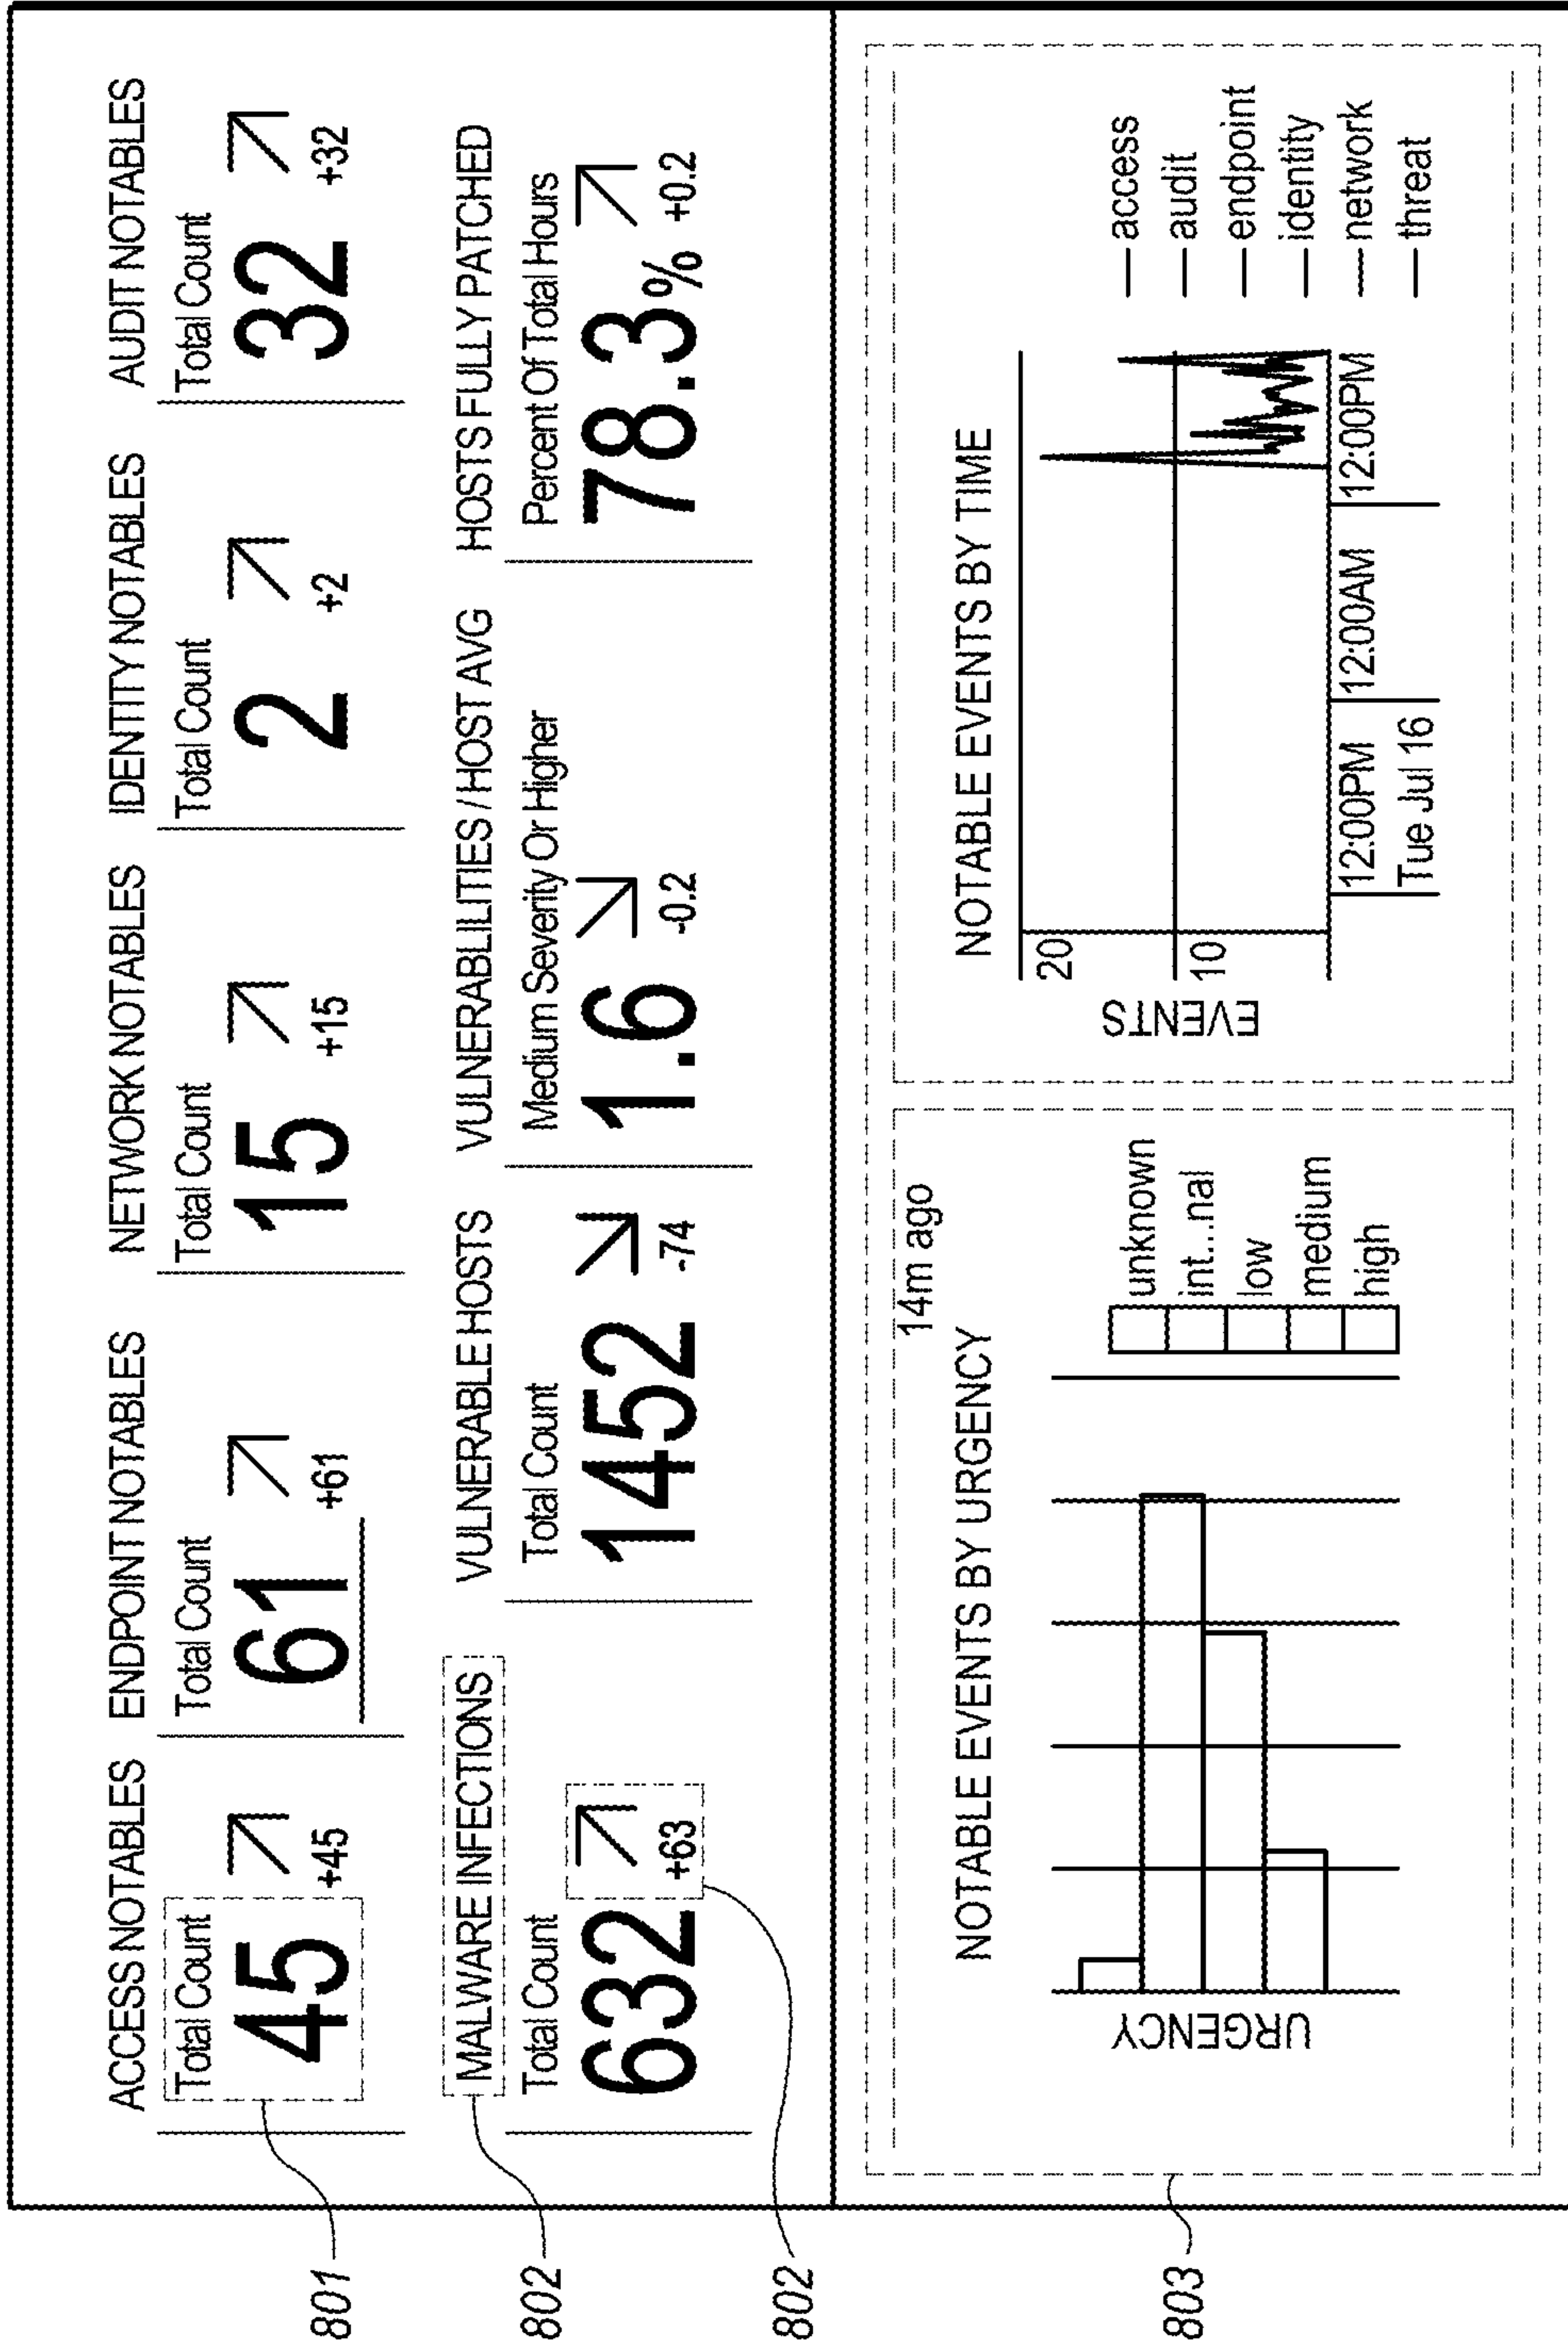 ACCESS NOTABLES
Total Count
45
+45
ENDPOINT NOTABLES
Total Count
61
+61
NETWORK NOTABLES
Total Count
15
+15
IDENTITY NOTABLES
Total Count
2
+2
AUDIT NOTABLES
Total Count
32
+32
801
MALWARE INFECTIONS
Total Count
632
+63
VULNERABLE HOSTS
Total Count
1452
-74
VULNERABILITIES / HOST AVG
Medium Severity Or Higher
1.6
-0.2
HOSTS FULLY PATCHED
Percent Of Total Hours
78.3%
+0.2
802
802
14m ago
NOTABLE EVENTS BY URGENCY
URGENCY
unknown
int...nal
low
medium
high
NOTABLE EVENTS BY TIME
EVENTS
20
10
12:00PM
Tue Jul 16
12:00AM
12:00PM
access
audit
endpoint
identity
network
threat
803